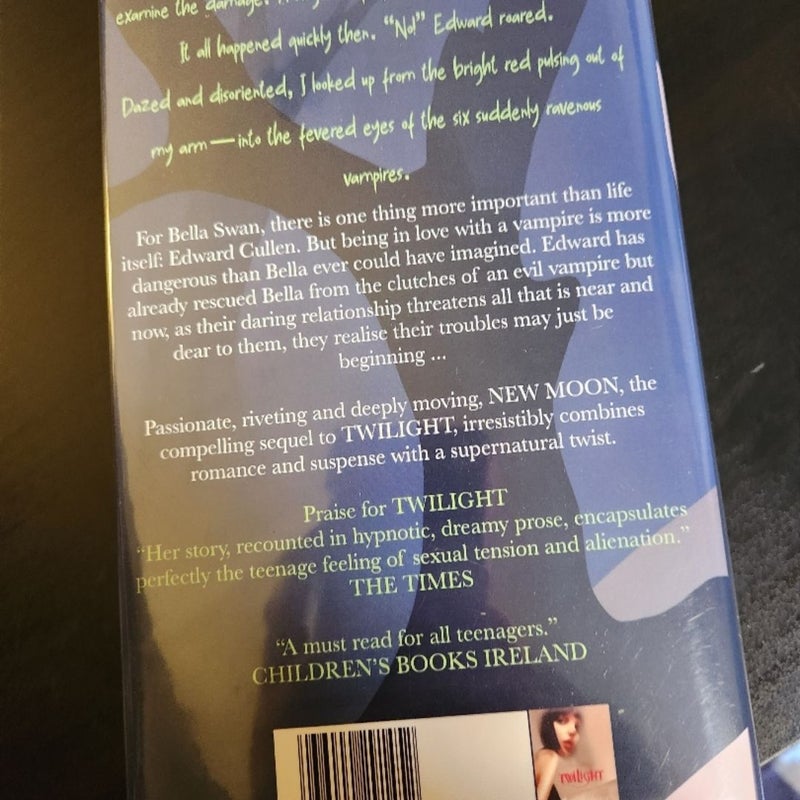 examine the damage.
It all happened quickly then. “No!” Edward roared.
Dazed and disoriented, I looked up from the bright red pulsing out of
my arm — into the fevered eyes of the six suddenly ravenous
vampires.
For Bella Swan, there is one thing more important than life
itself: Edward Cullen. But being in love with a vampire is more
dangerous than Bella ever could have imagined. Edward has
already rescued Bella from the clutches of an evil vampire but
now, as their daring relationship threatens all that is near and
dear to them, they realise their troubles may just be
beginning ...
Passionate, riveting and deeply moving, NEW MOON, the
compelling sequel to TWILIGHT, irresistibly combines
romance and suspense with a supernatural twist.
Praise for TWILIGHT
“Her story, recounted in hypnotic, dreamy prose, encapsulates
perfectly the teenage feeling of sexual tension and alienation.”
THE TIMES
“A must read for all teenagers.”
CHILDREN’S BOOKS IRELAND
TWILIGHT